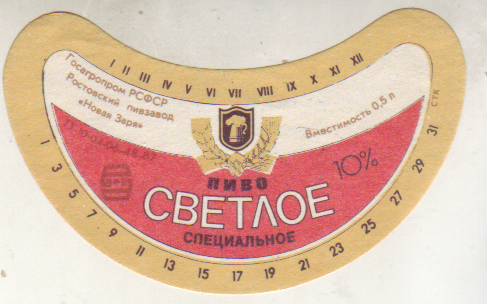 I II III IV V VI VII VIII IX X XI XII
Госагропром РСФСР
Ростовский пивзавод
«Новая Заря»
Вместимость 0,5 л
10%
ПИВО
СВЕТЛОЕ
СПЕЦИАЛЬНОЕ
1 3 5 7 9 11 13 15 17 19 21 23 25 27 29 31
СТК